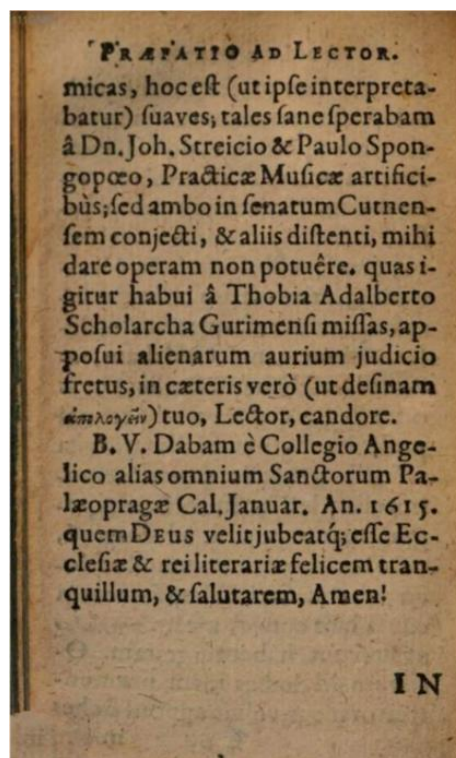 PRÆFATIO AD LECTOR.
micas, hoc eſt (ut ipſe interpreta-
batur) ſuaves; tales ſane ſperabam
â Dn. Joh. Streicio & Paulo Spon-
gopœo, Practicæ Muſicæ artifici-
bùs; ſed ambo in ſenatum Cutnen-
ſem conjecti, & aliis diſtenti, mihi
dare operam non potuêre. quas i-
gitur habui â Thobia Adalberto
Scholarcha Gurimenſi miſſas, ap-
poſui alienarum aurium judicio
fretus, in cæteris verò (ut deſinam
) tuo, Lector, candore.
B. V. Dabam è Collegio Ange-
lico alias omnium Sanctorum Pa-
læopragæ Cal. Januar. An. 1615.
quem DEUS velit jubeatq́; eſſe Ec-
cleſiæ & rei literariæ felicem tran-
quillum, & ſalutarem, Amen!
IN